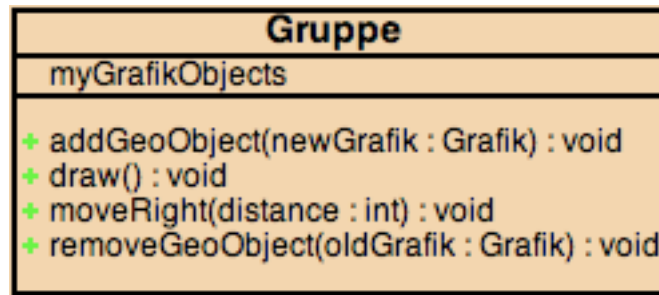 Gruppe
myGrafikObjects
+ addGeoObject(newGrafik : Grafik) : void
+ draw() : void
+ moveRight(distance : int) : void
+ removeGeoObject(oldGrafik : Grafik) : void